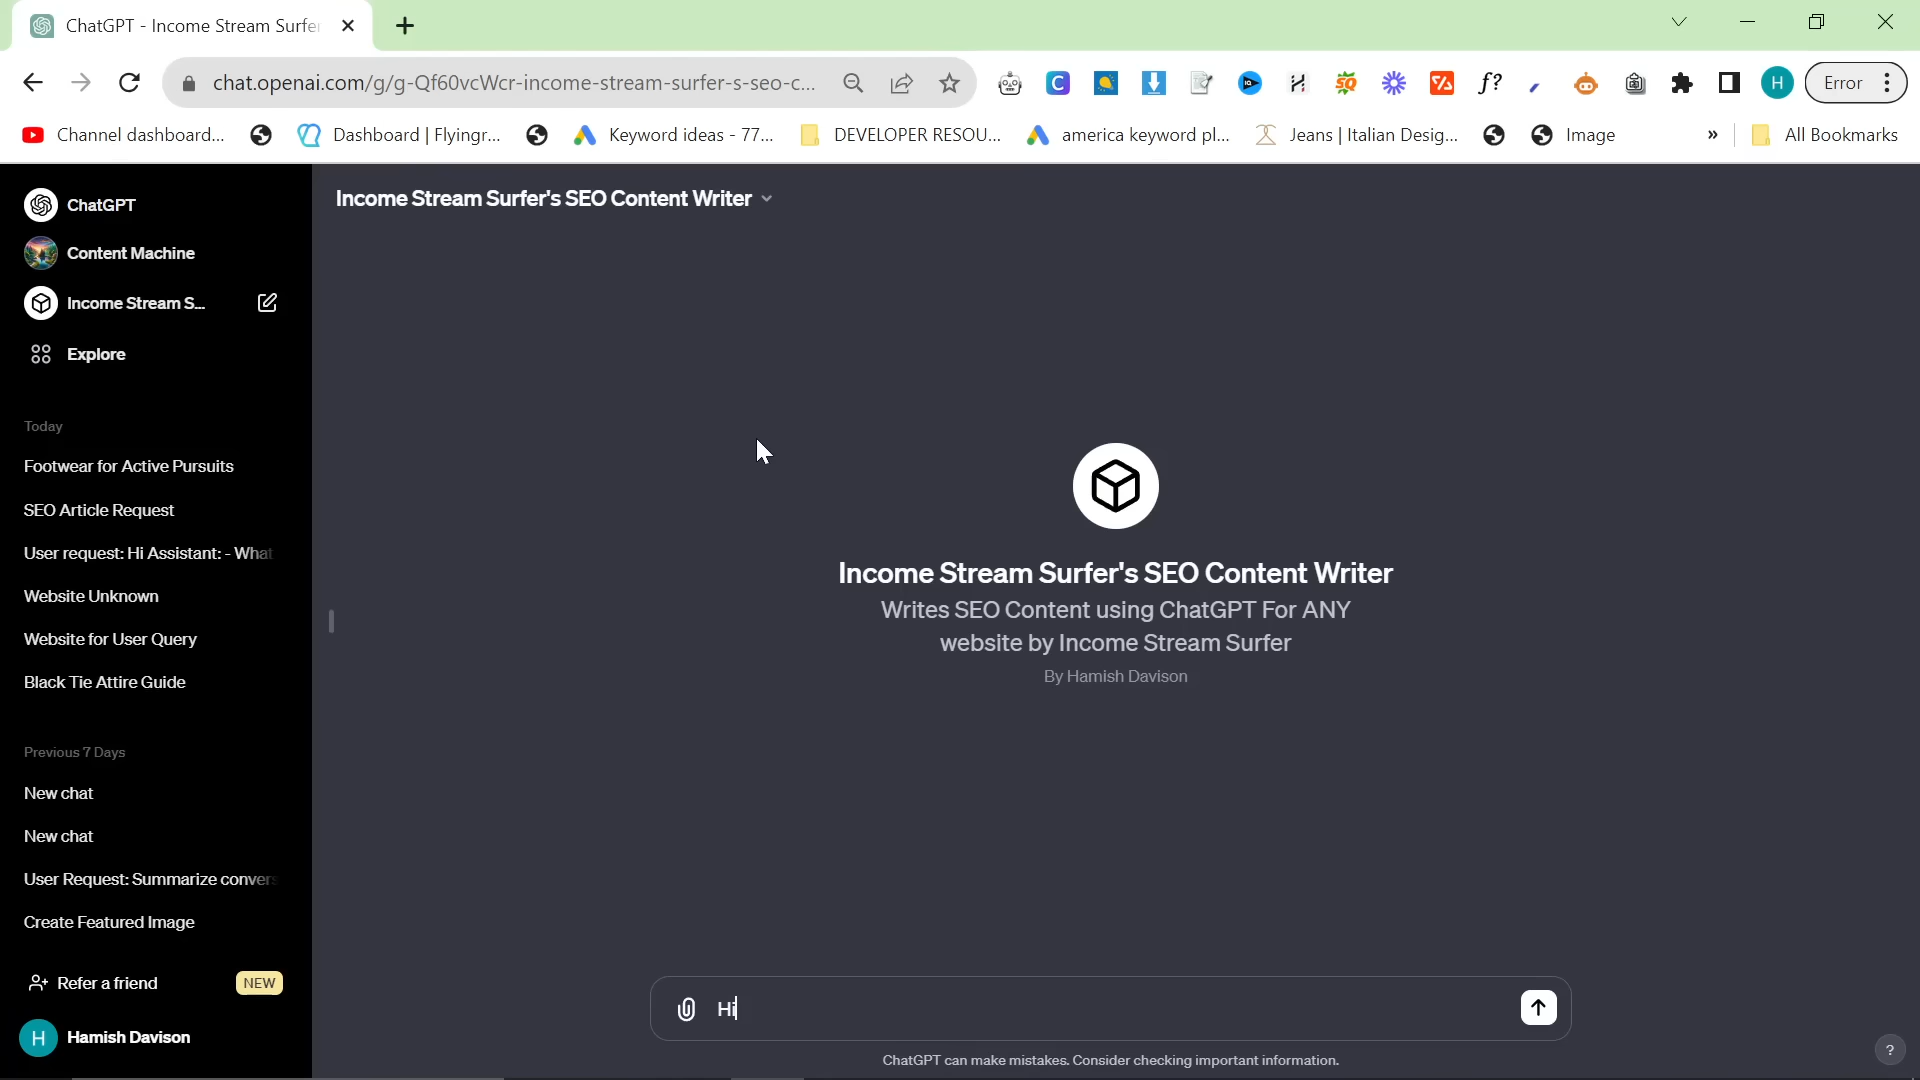 ChatGPT - Income Stream Surfer
chat.openai.com/g/g-Qf60vcWcr-income-stream-surfer-s-seo-c...
Error
Channel dashboard...
Dashboard | Flyingr...
Keyword ideas - 77...
DEVELOPER RESOU...
america keyword pl...
Jeans | Italian Desig...
Image
»
All Bookmarks
ChatGPT
Content Machine
Income Stream S...
Explore
Today
Footwear for Active Pursuits
SEO Article Request
User request: Hi Assistant: - What
Website Unknown
Website for User Query
Black Tie Attire Guide
Previous 7 Days
New chat
New chat
User Request: Summarize convers
Create Featured Image
Refer a friend
NEW
H
Hamish Davison
Income Stream Surfer's SEO Content Writer
Income Stream Surfer's SEO Content Writer
Writes SEO Content using ChatGPT For ANY
website by Income Stream Surfer
By Hamish Davison
Hi
ChatGPT can make mistakes. Consider checking important information.
?